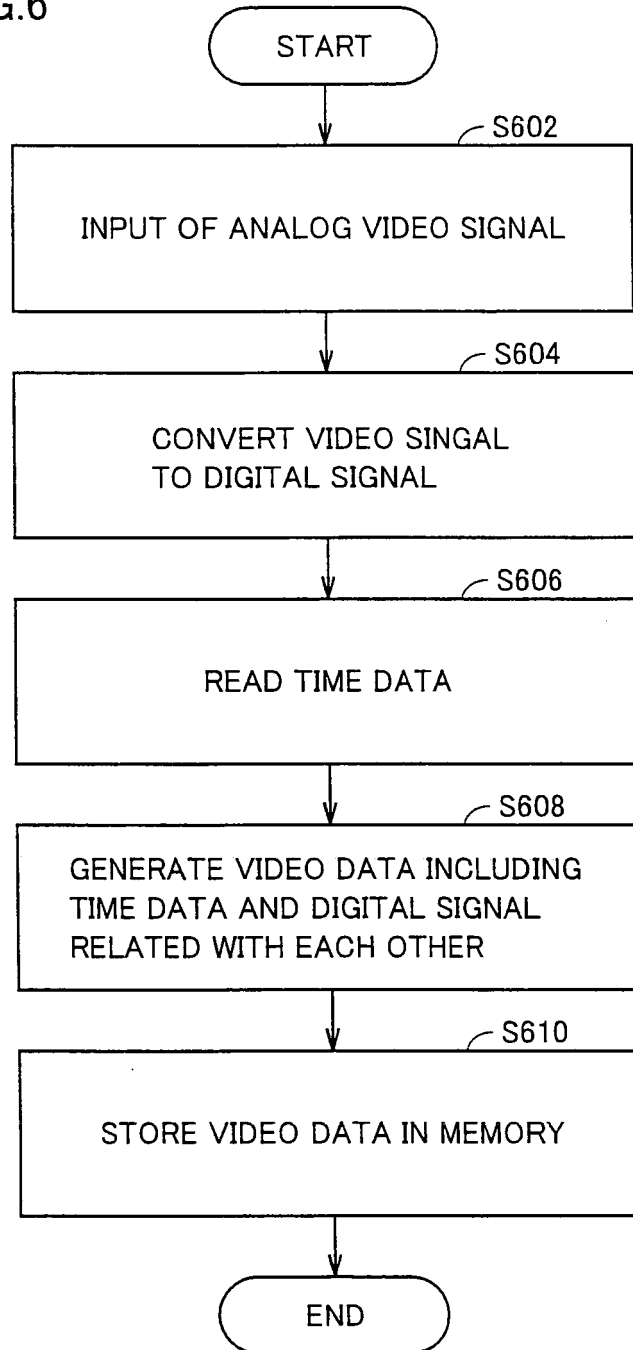 G.6
START
S602
INPUT OF ANALOG VIDEO SIGNAL
S604
CONVERT VIDEO SINGAL
TO DIGITAL SIGNAL
S606
READ TIME DATA
S608
GENERATE VIDEO DATA INCLUDING
TIME DATA AND DIGITAL SIGNAL
RELATED WITH EACH OTHER
S610
STORE VIDEO DATA IN MEMORY
END